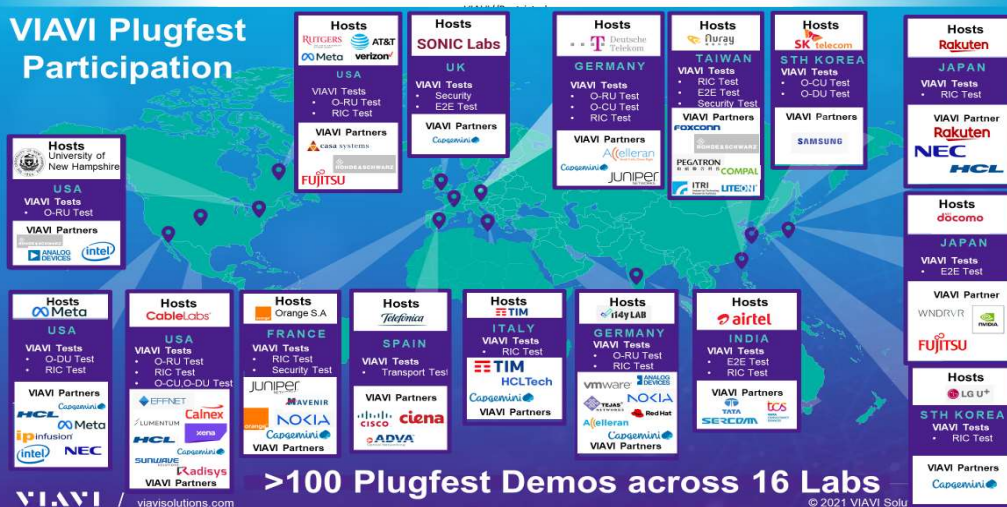 VIAVI Plugfest
Participation
Hosts
RUTGERS
AT&T
Meta
verizon
USA
VIAVI Tests
• O-RU Test
• RIC Test
VIAVI Partners
casa systems
ROHDE&SCHWARZ
FUJITSU
Hosts
SONIC Labs
UK
VIAVI Tests
• Security
• E2E Test
VIAVI Partners
Capgemini
Hosts
Deutsche
Telekom
GERMANY
VIAVI Tests
• O-RU Test
• O-CU Test
• RIC Test
VIAVI Partners
Accelleran
Capgemini
JUNIPER
NETWORKS
Hosts
Auray
TAIWAN
VIAVI Tests
• RIC Test
• E2E Test
• Security Test
VIAVI Partners
FOXCONN
ROHDE&SCHWARZ
PEGATRON
COMPAL
ITRI
LITEON
Hosts
SK telecom
STH KOREA
VIAVI Tests
• O-CU Test
• O-DU Test
VIAVI Partners
SAMSUNG
Hosts
Rakuten
JAPAN
VIAVI Tests
• RIC Test
VIAVI Partner
Rakuten
NEC
HCL
Hosts
University of
New Hampshire
USA
VIAVI Tests
• O-RU Test
VIAVI Partners
ROHDE&SCHWARZ
ANALOG
DEVICES
intel
Hosts
döcomo
JAPAN
VIAVI Tests
• E2E Test
VIAVI Partner
WNDRVR
NVIDIA
FUJITSU
Hosts
Meta
USA
VIAVI Tests
• O-DU Test
• RIC Test
VIAVI Partners
HCL
Capgemini
Meta
ipinfusion
intel
NEC
Hosts
CableLabs
USA
VIAVI Tests
• O-RU Test
• RIC Test
• O-CU,O-DU Test
EFFNET
Calnex
LUMENTUM
xena
HCL
Capgemini
SUNWAVE
Radisys
VIAVI Partners
Hosts
Orange S.A
FRANCE
VIAVI Tests
• RIC Test
• Security Test
JUNIPER
NETWORKS
MAVENIR
orange
NOKIA
Capgemini
VIAVI Partners
Hosts
Telefónica
SPAIN
VIAVI Tests
• Transport Test
VIAVI Partners
CISCO
ciena
ADVA
Hosts
TIM
ITALY
VIAVI Tests
• RIC Test
TIM
HCLTech
Capgemini
VIAVI Partners
Hosts
i14y LAB
GERMANY
VIAVI Tests
• O-RU Test
• RIC Test
vmware
ANALOG
DEVICES
TEJAS
NETWORKS
NOKIA
Accelleran
Red Hat
Capgemini
VIAVI Partners
Hosts
airtel
INDIA
VIAVI Tests
• E2E Test
• RIC Test
VIAVI Partners
TATA
tcs
SERCOMM
Hosts
LG U+
STH KOREA
VIAVI Tests
• RIC Test
VIAVI Partners
Capgemini
>100 Plugfest Demos across 16 Labs
VIAVI / viavisolutions.com
© 2021 VIAVI Solu